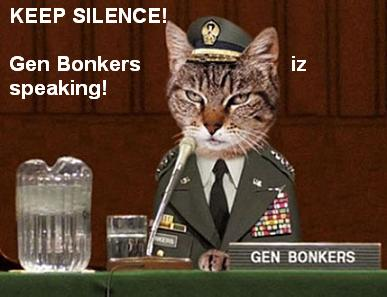 KEEP SILENCE!
Gen Bonkers iz
speaking!
GEN BONKERS